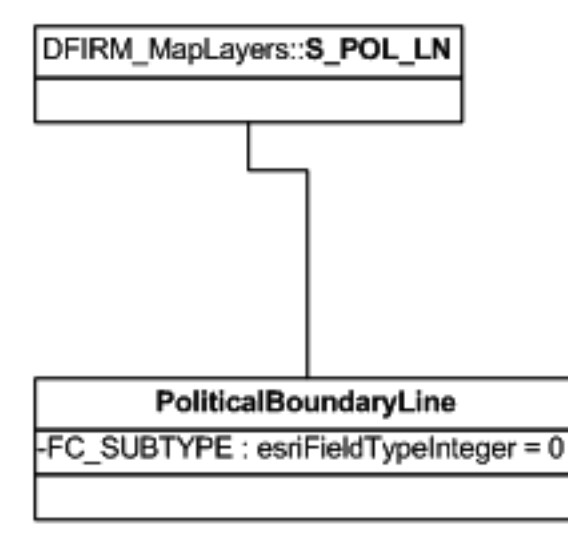 DFIRM_MapLayers::S_POL_LN
PoliticalBoundaryLine
-FC_SUBTYPE : esriFieldTypeInteger = 0